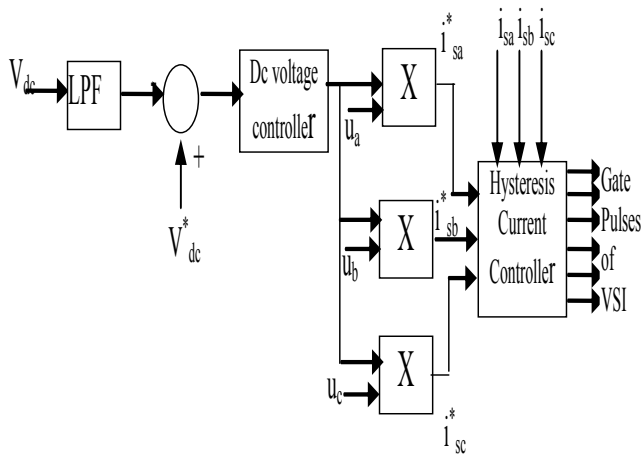 V_dc
LPF
+
V*_dc
Dc voltage
controller
u_a
X
i*_sa
u_b
X
i*_sb
u_c
X
i*_sc
i_sa i_sb i_sc
Hysteresis
Current
Controller
Gate
Pulses
of
VSI